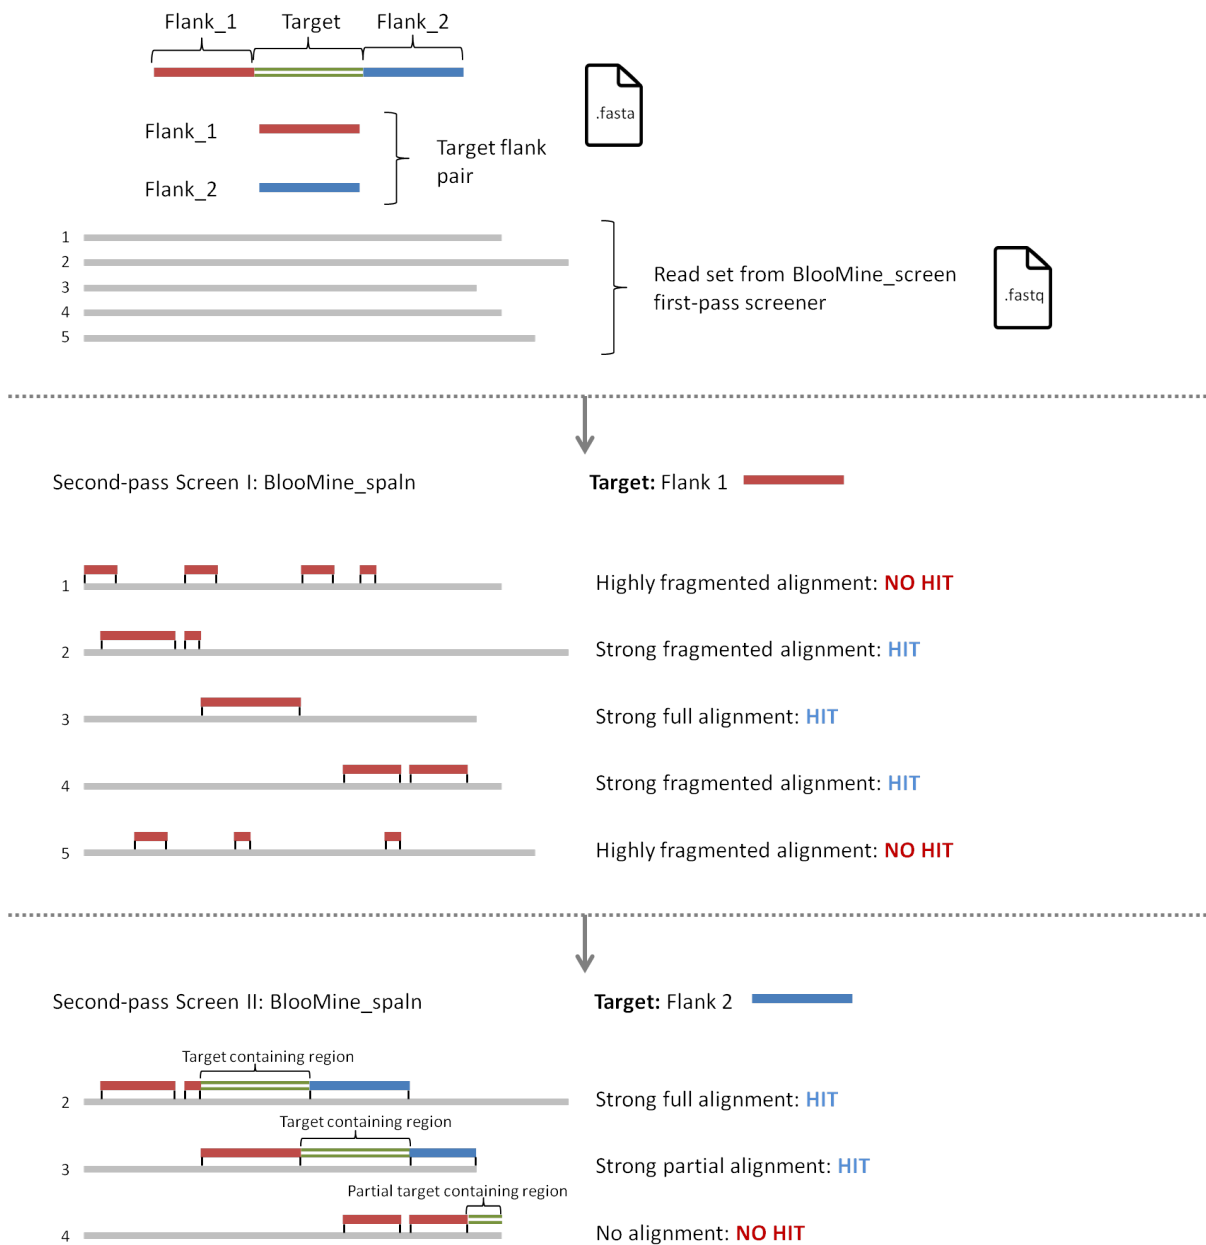 Flank_1 Target Flank_2
.fasta
Flank_1
Target flank
pair
Flank_2
1
2
3
4
5
Read set from BlooMine_screen
first-pass screener
.fastq
Second-pass Screen I: BlooMine_spaln
Target: Flank 1
1 Highly fragmented alignment: NO HIT
2 Strong fragmented alignment: HIT
3 Strong full alignment: HIT
4 Strong fragmented alignment: HIT
5 Highly fragmented alignment: NO HIT
Second-pass Screen II: BlooMine_spaln
Target: Flank 2
Target containing region
2 Strong full alignment: HIT
Target containing region
3 Strong partial alignment: HIT
Partial target containing region
4 No alignment: NO HIT